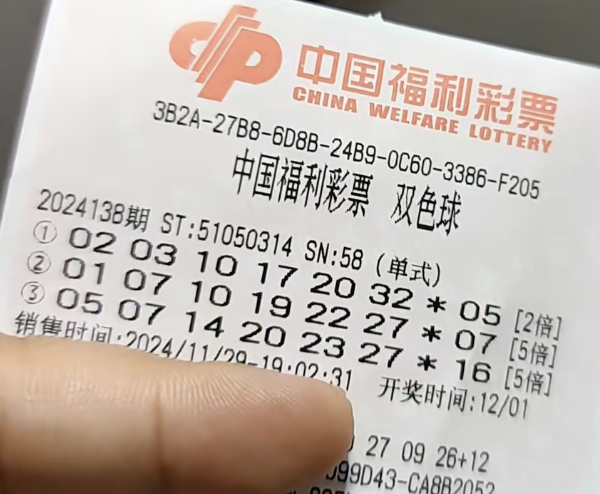 中国福利彩票
CHINA WELFARE LOTTERY
3B2A-27B8-6D8B-24B9-0C60-3386-F205
中国福利彩票 双色球
2024138期 ST:51050314 SN:58 (单式)
① 02 03 10 17 20 32 * 05 [2倍]
② 01 07 10 19 22 27 * 07 [5倍]
③ 05 07 14 20 23 27 * 16 [5倍]
销售时间:2024/11/29-19:02:31 开奖时间:12/01
27 09 26+12
099D43-CA8B2052